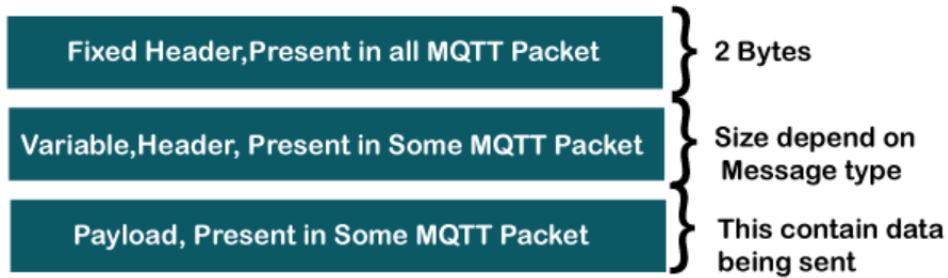 Fixed Header,Present in all MQTT Packet
2 Bytes
Variable,Header, Present in Some MQTT Packet
Size depend on
Message type
Payload, Present in Some MQTT Packet
This contain data
being sent